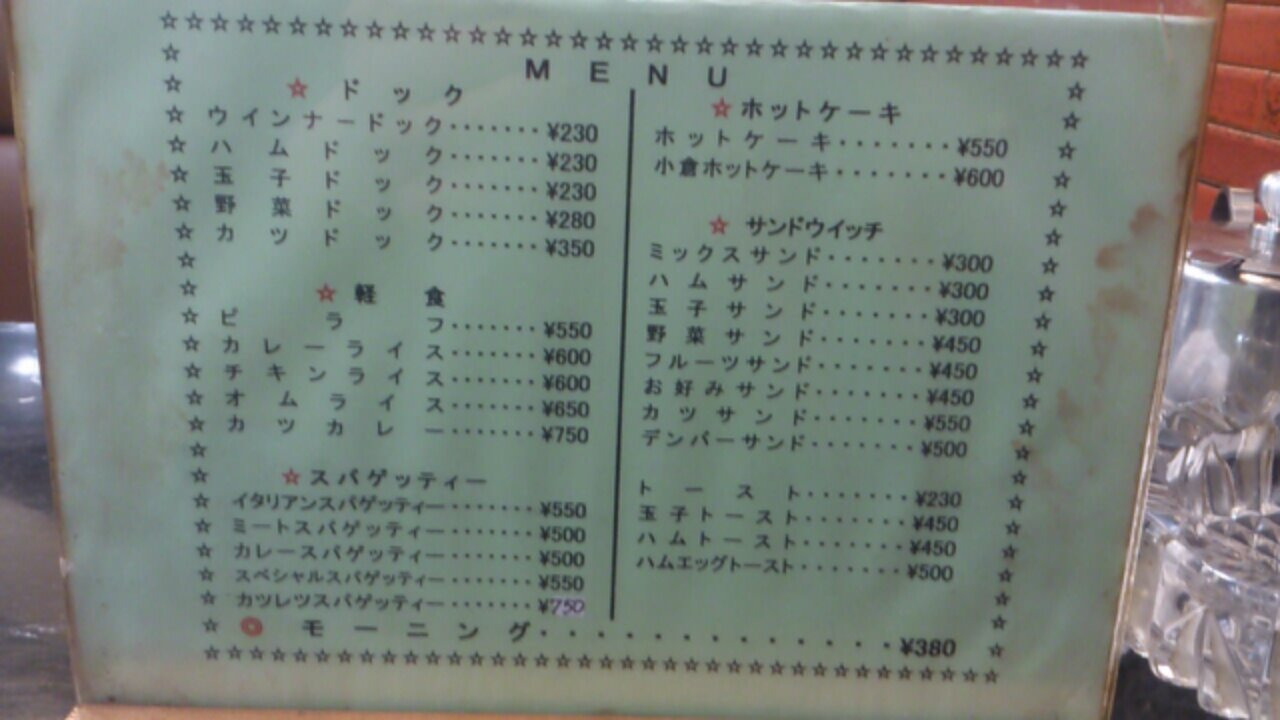 MENU
☆ドック
ウインナードック・・・・・・・¥230
ハムドック・・・・・・・¥230
玉子ドック・・・・・・・¥230
野菜ドック・・・・・・・¥280
カツドック・・・・・・・¥350
☆軽食
ピラフ・・・・・・・¥550
カレーライス・・・・・・・¥600
チキンライス・・・・・・・¥600
オムライス・・・・・・・¥650
カツカレー・・・・・・・¥750
☆スパゲッティー
イタリアンスパゲッティー・・・・・・・¥550
ミートスパゲッティー・・・・・・・¥500
カレースパゲッティー・・・・・・・¥500
スペシャルスパゲッティー・・・・・・・¥550
カツレツスパゲッティー・・・・・・・¥750
☆ホットケーキ
ホットケーキ・・・・・・・¥550
小倉ホットケーキ・・・・・・・¥600
☆サンドウイッチ
ミックスサンド・・・・・・・¥300
ハムサンド・・・・・・・¥300
玉子サンド・・・・・・・¥300
野菜サンド・・・・・・・¥450
フルーツサンド・・・・・・・¥450
お好みサンド・・・・・・・¥450
カツサンド・・・・・・・¥550
デンバーサンド・・・・・・・¥500
トースト・・・・・・・¥230
玉子トースト・・・・・・・¥450
ハムトースト・・・・・・・¥450
ハムエッグトースト・・・・・・・¥500
◎モーニング・・・・・・・・・・・・・¥380